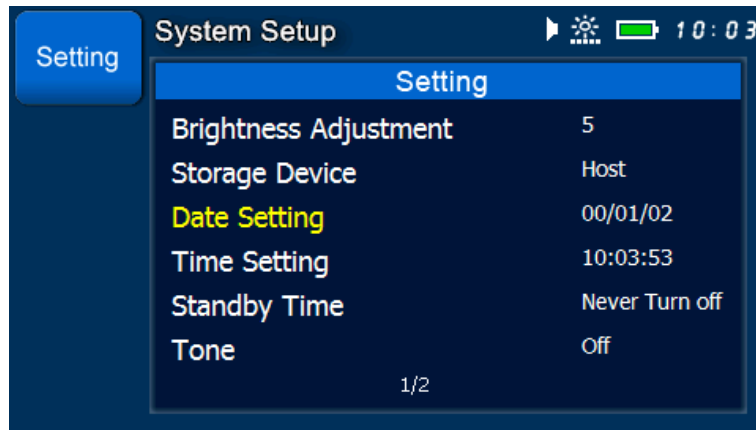 Setting
System Setup 10:03
Setting
Brightness Adjustment 5
Storage Device Host
Date Setting 00/01/02
Time Setting 10:03:53
Standby Time Never Turn off
Tone Off
1/2